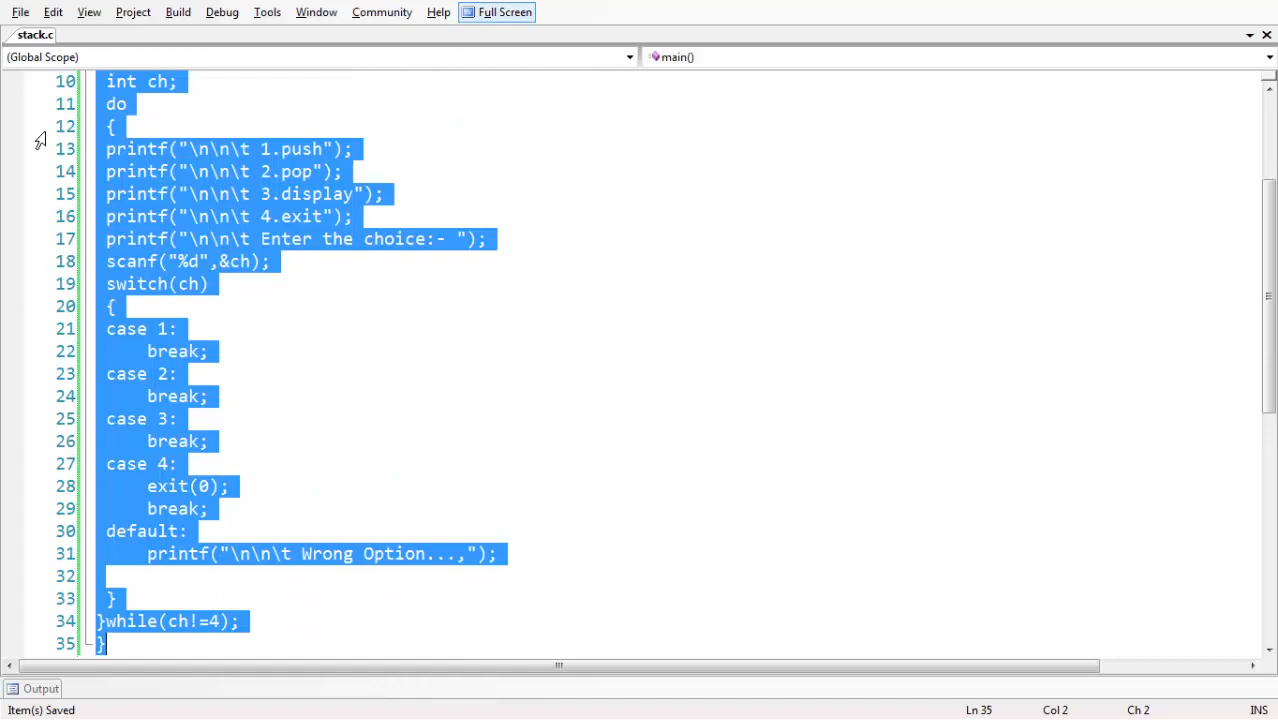 File Edit View Project Build Debug Tools Window Community Help Full Screen
stack.c
(Global Scope) main()
10 int ch;
11 do
12 {
13 printf("\n\n\t 1.push");
14 printf("\n\n\t 2.pop");
15 printf("\n\n\t 3.display");
16 printf("\n\n\t 4.exit");
17 printf("\n\n\t Enter the choice:- ");
18 scanf("%d",&ch);
19 switch(ch)
20 {
21 case 1:
22 break;
23 case 2:
24 break;
25 case 3:
26 break;
27 case 4:
28 exit(0);
29 break;
30 default:
31 printf("\n\n\t Wrong Option...,");
32
33 }
34 }while(ch!=4);
35 }
Output
Item(s) Saved Ln 35 Col 2 Ch 2 INS